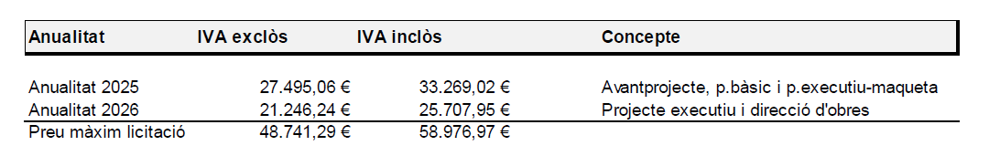 Anualitat IVA exclòs IVA inclòs Concepte
Anualitat 2025 27.495,06 € 33.269,02 € Avantprojecte, p.bàsic i p.executiu-maqueta
Anualitat 2026 21.246,24 € 25.707,95 € Projecte executiu i direcció d'obres
Preu màxim licitació 48.741,29 € 58.976,97 €